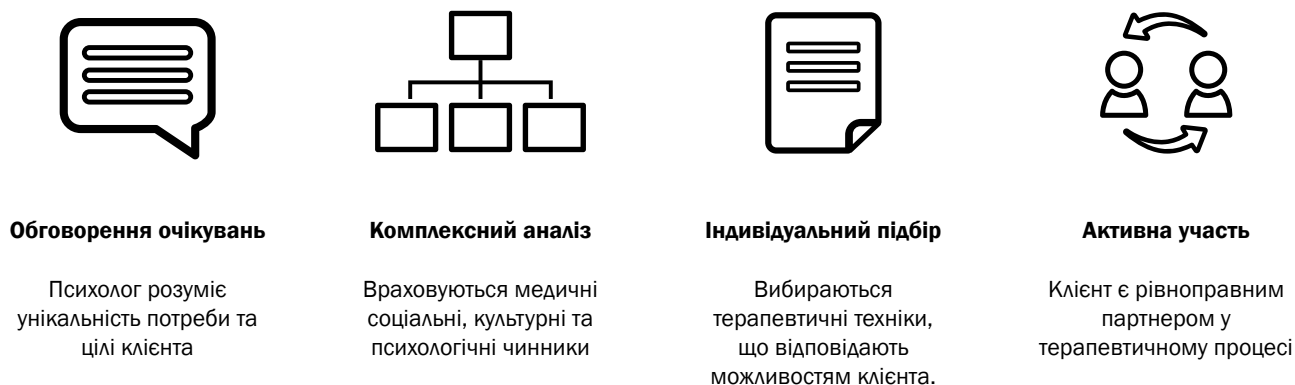 Обговорення очікувань
Психолог розуміє
унікальність потреби та
цілі клієнта
Комплексний аналіз
Враховуються медичні
соціальні, культурні та
психологічні чинники
Індивідуальний підбір
Вибираються
терапевтичні техніки,
що відповідають
можливостям клієнта.
Активна участь
Клієнт є рівноправним
партнером у
терапевтичному процесі